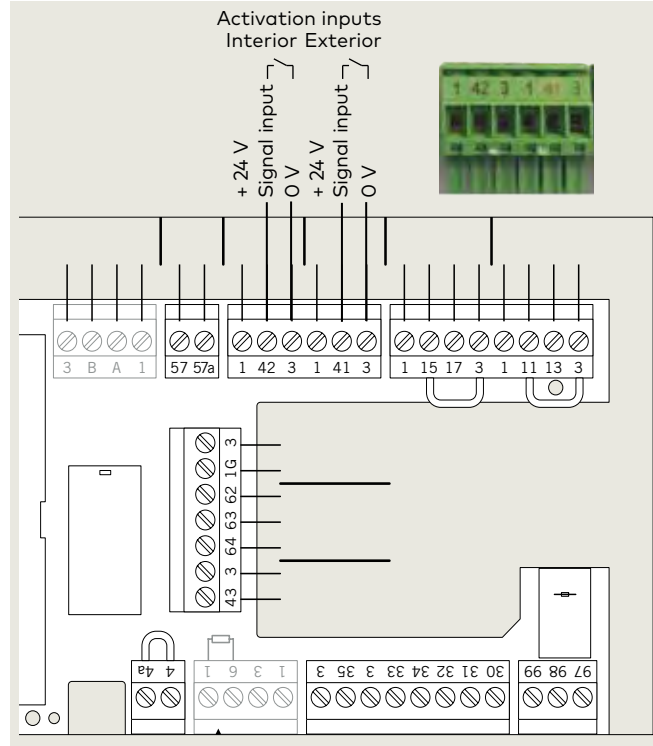 Activation inputs
Interior Exterior
+ 24 V
Signal input
0 V
+ 24 V
Signal input
0 V
1 42 3 1 41 3
3 B A 1
57 57a
1 42 3 1 41 3
1 15 17 3 1 11 13 3
3
1G
62
63
64
3
43
4a 4
1 6 3 1
3 35 3 33 34 32 31 30
99 98 97